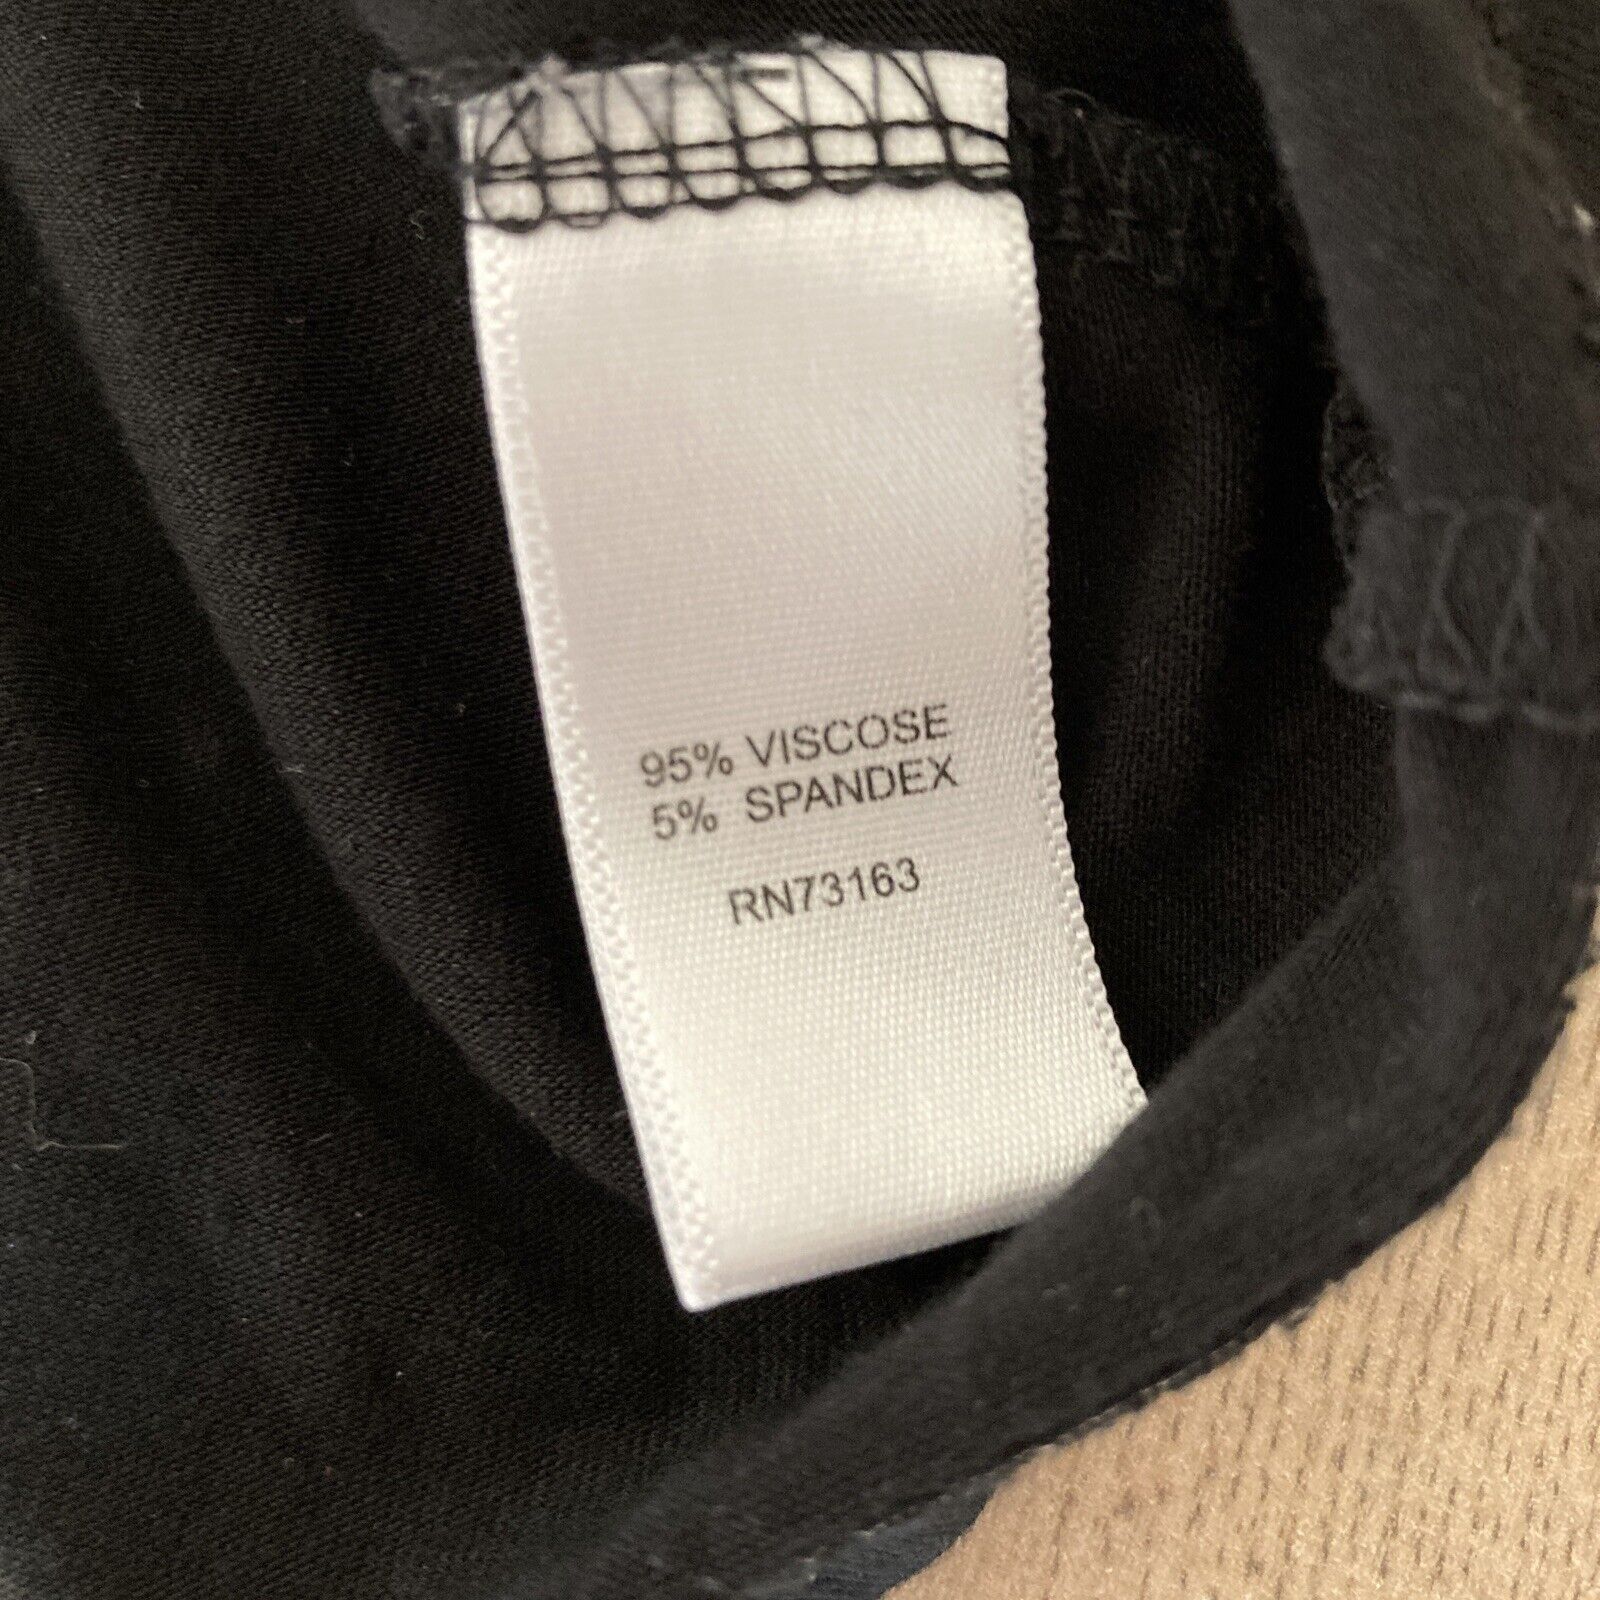 95% VISCOSE
5% SPANDEX
RN73163